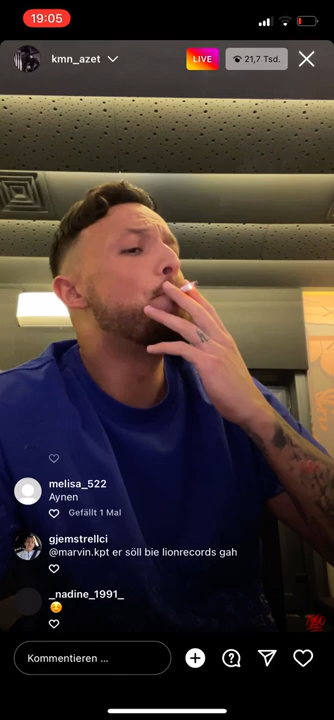 19:05
kmn_azet
LIVE
21,7 Tsd.
melisa_522
Aynen
Gefällt 1 Mal
gjemstrellci
@marvin.kpt er söll bie lionrecords gah
_nadine_1991_
☺️
💯
Kommentieren ...